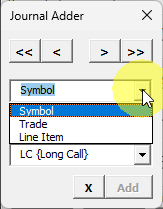 Journal Adder
<< < > >>
Symbol
Symbol
Trade
Line Item
LC {Long Call}
X Add